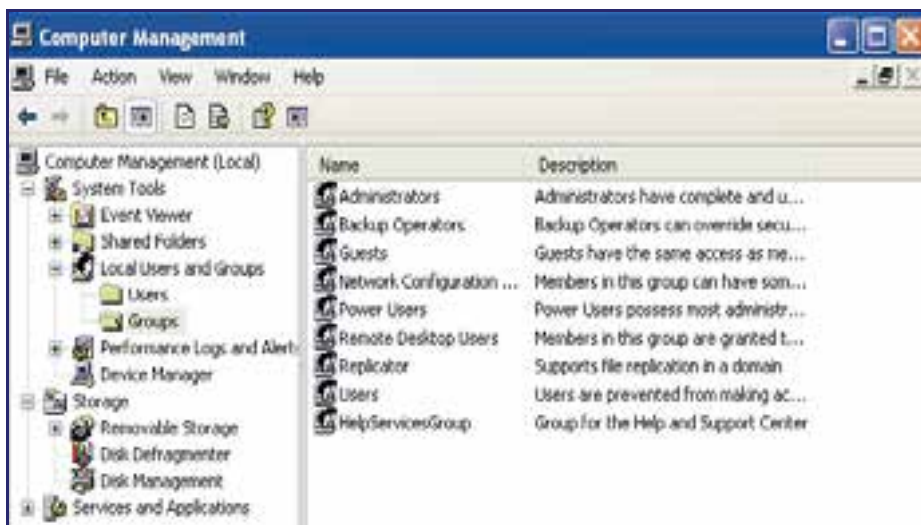 Computer Management
File Action View Window Help
Computer Management (Local)
System Tools
Event Viewer
Shared Folders
Local Users and Groups
Users
Groups
Performance Logs and Alert
Device Manager
Storage
Removable Storage
Disk Defragmenter
Disk Management
Services and Applications
Name Description
Administrators Administrators have complete and u...
Backup Operators Backup Operators can override secu...
Guests Guests have the same access as me...
Network Configuration ... Members in this group can have som...
Power Users Power Users possess most administr...
Remote Desktop Users Members in this group are granted t...
Replicator Supports file replication in a domain
Users Users are prevented from making ac...
HelpServicesGroup Group for the Help and Support Center